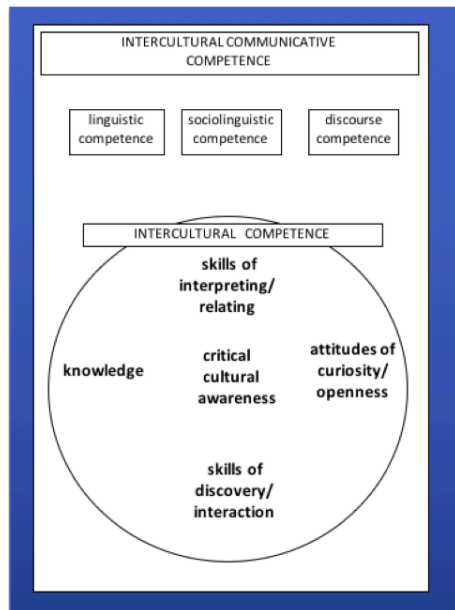 INTERCULTURAL COMMUNICATIVE
COMPETENCE
linguistic
competence
sociolinguistic
competence
discourse
competence
INTERCULTURAL COMPETENCE
skills of
interpreting/
relating
knowledge
critical
cultural
awareness
attitudes of
curiosity/
openness
skills of
discovery/
interaction